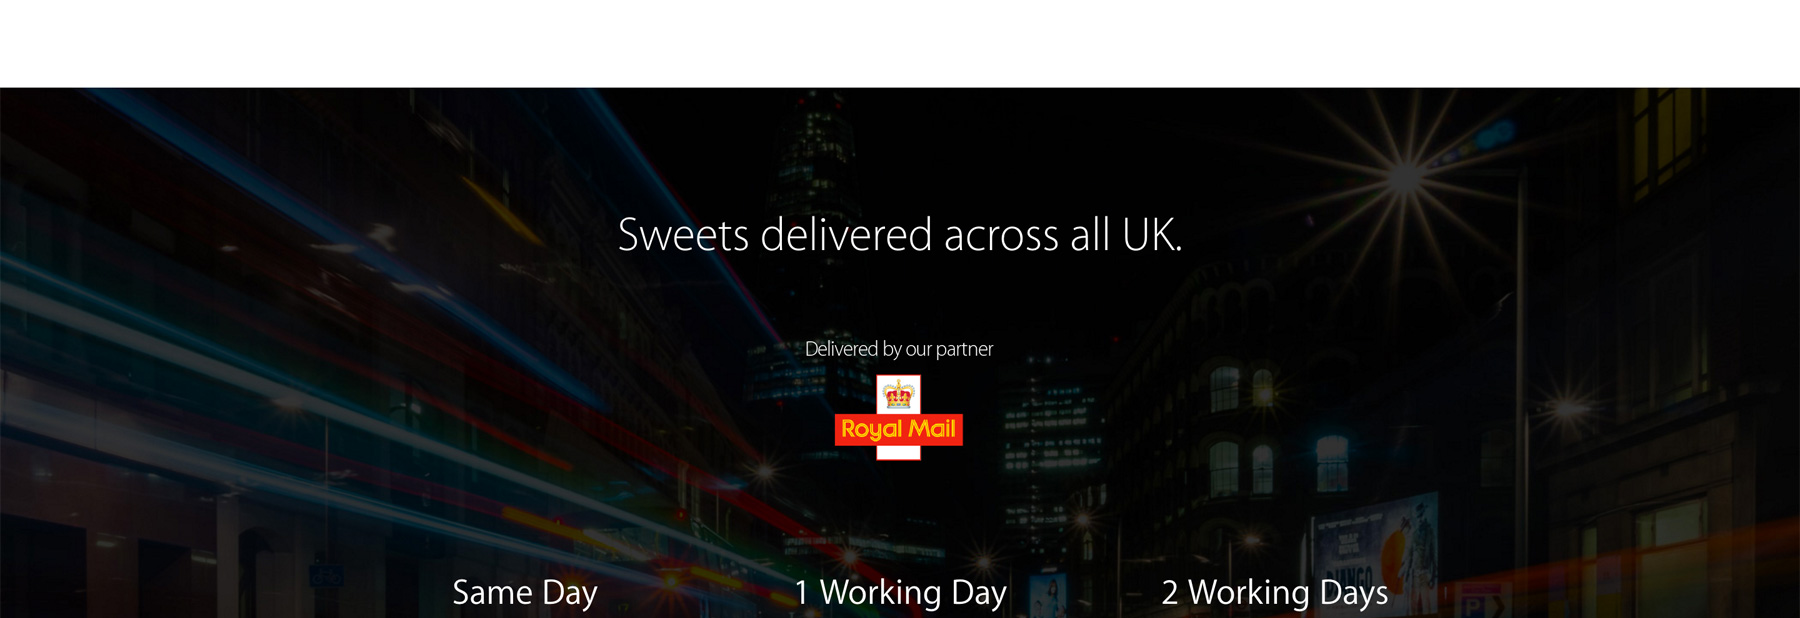 Sweets delivered across all UK.
Delivered by our partner
Royal Mail
Same Day
1 Working Day
2 Working Days
P